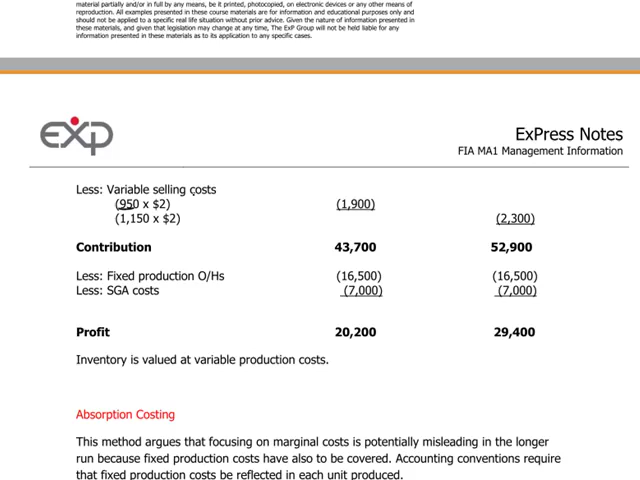 material partially and/or in full by any means, be it printed, photocopied, on electronic devices or any other means of
reproduction. All examples presented in these course materials are for information and educational purposes only and
should not be applied to a specific real life situation without prior advice. Given the nature of information presented in
these materials, and given that legislation may change at any time, The ExP Group will not be held liable for any
information presented in these materials as to its application to any specific cases.
exp
ExPress Notes
FIA MA1 Management Information
Less: Variable selling costs
(950 x $2) (1,900)
(1,150 x $2) (2,300)
Contribution 43,700 52,900
Less: Fixed production O/Hs (16,500) (16,500)
Less: SGA costs (7,000) (7,000)
Profit 20,200 29,400
Inventory is valued at variable production costs.
Absorption Costing
This method argues that focusing on marginal costs is potentially misleading in the longer
run because fixed production costs have also to be covered. Accounting conventions require
that fixed production costs be reflected in each unit produced.